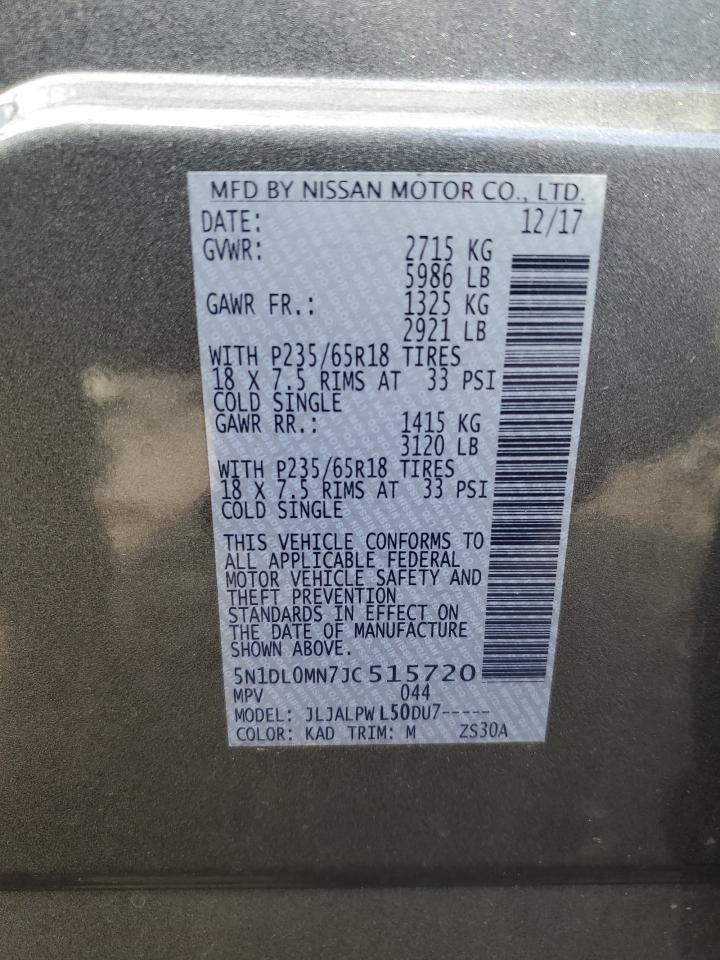 MFD BY NISSAN MOTOR CO., LTD.
DATE: 12/17
GVWR: 2715 KG
5986 LB
GAWR FR.: 1325 KG
2921 LB
WITH P235/65R18 TIRES
18 X 7.5 RIMS AT 33 PSI
COLD SINGLE
GAWR RR.: 1415 KG
3120 LB
WITH P235/65R18 TIRES
18 X 7.5 RIMS AT 33 PSI
COLD SINGLE
THIS VEHICLE CONFORMS TO
ALL APPLICABLE FEDERAL
MOTOR VEHICLE SAFETY AND
THEFT PREVENTION
STANDARDS IN EFFECT ON
THE DATE OF MANUFACTURE
SHOWN ABOVE.
5N1DL0MN7JC515720
MPV 044
MODEL: JLJALPWL50DU7-----
COLOR: KAD TRIM: M ZS30A